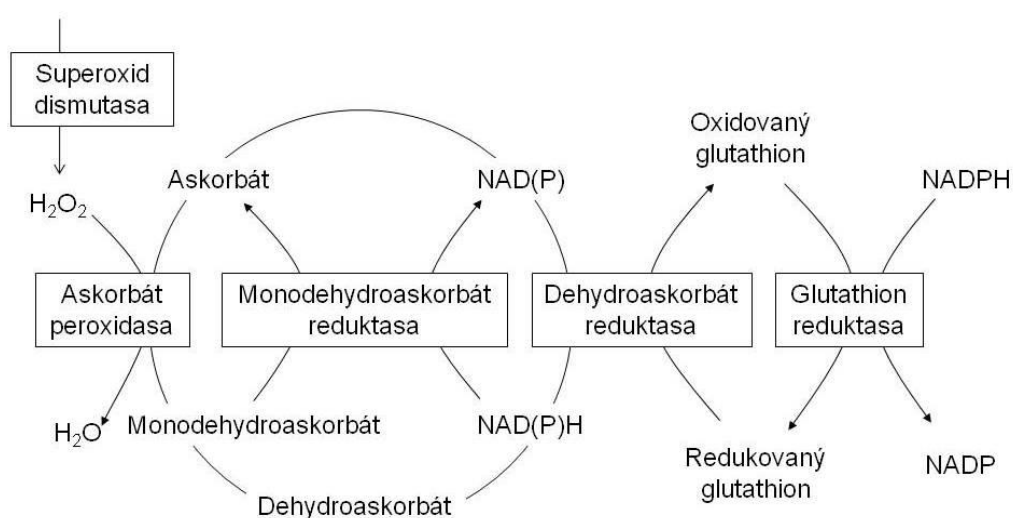 Superoxid
dismutasa
H₂O₂
Askorbát
NAD(P)
Oxidovaný
glutathion
NADPH
Askorbát
peroxidasa
Monodehydroaskorbát
reduktasa
Dehydroaskorbát
reduktasa
Glutathion
reduktasa
H₂O
Monodehydroaskorbát
NAD(P)H
Redukovaný
glutathion
NADP
Dehydroaskorbát